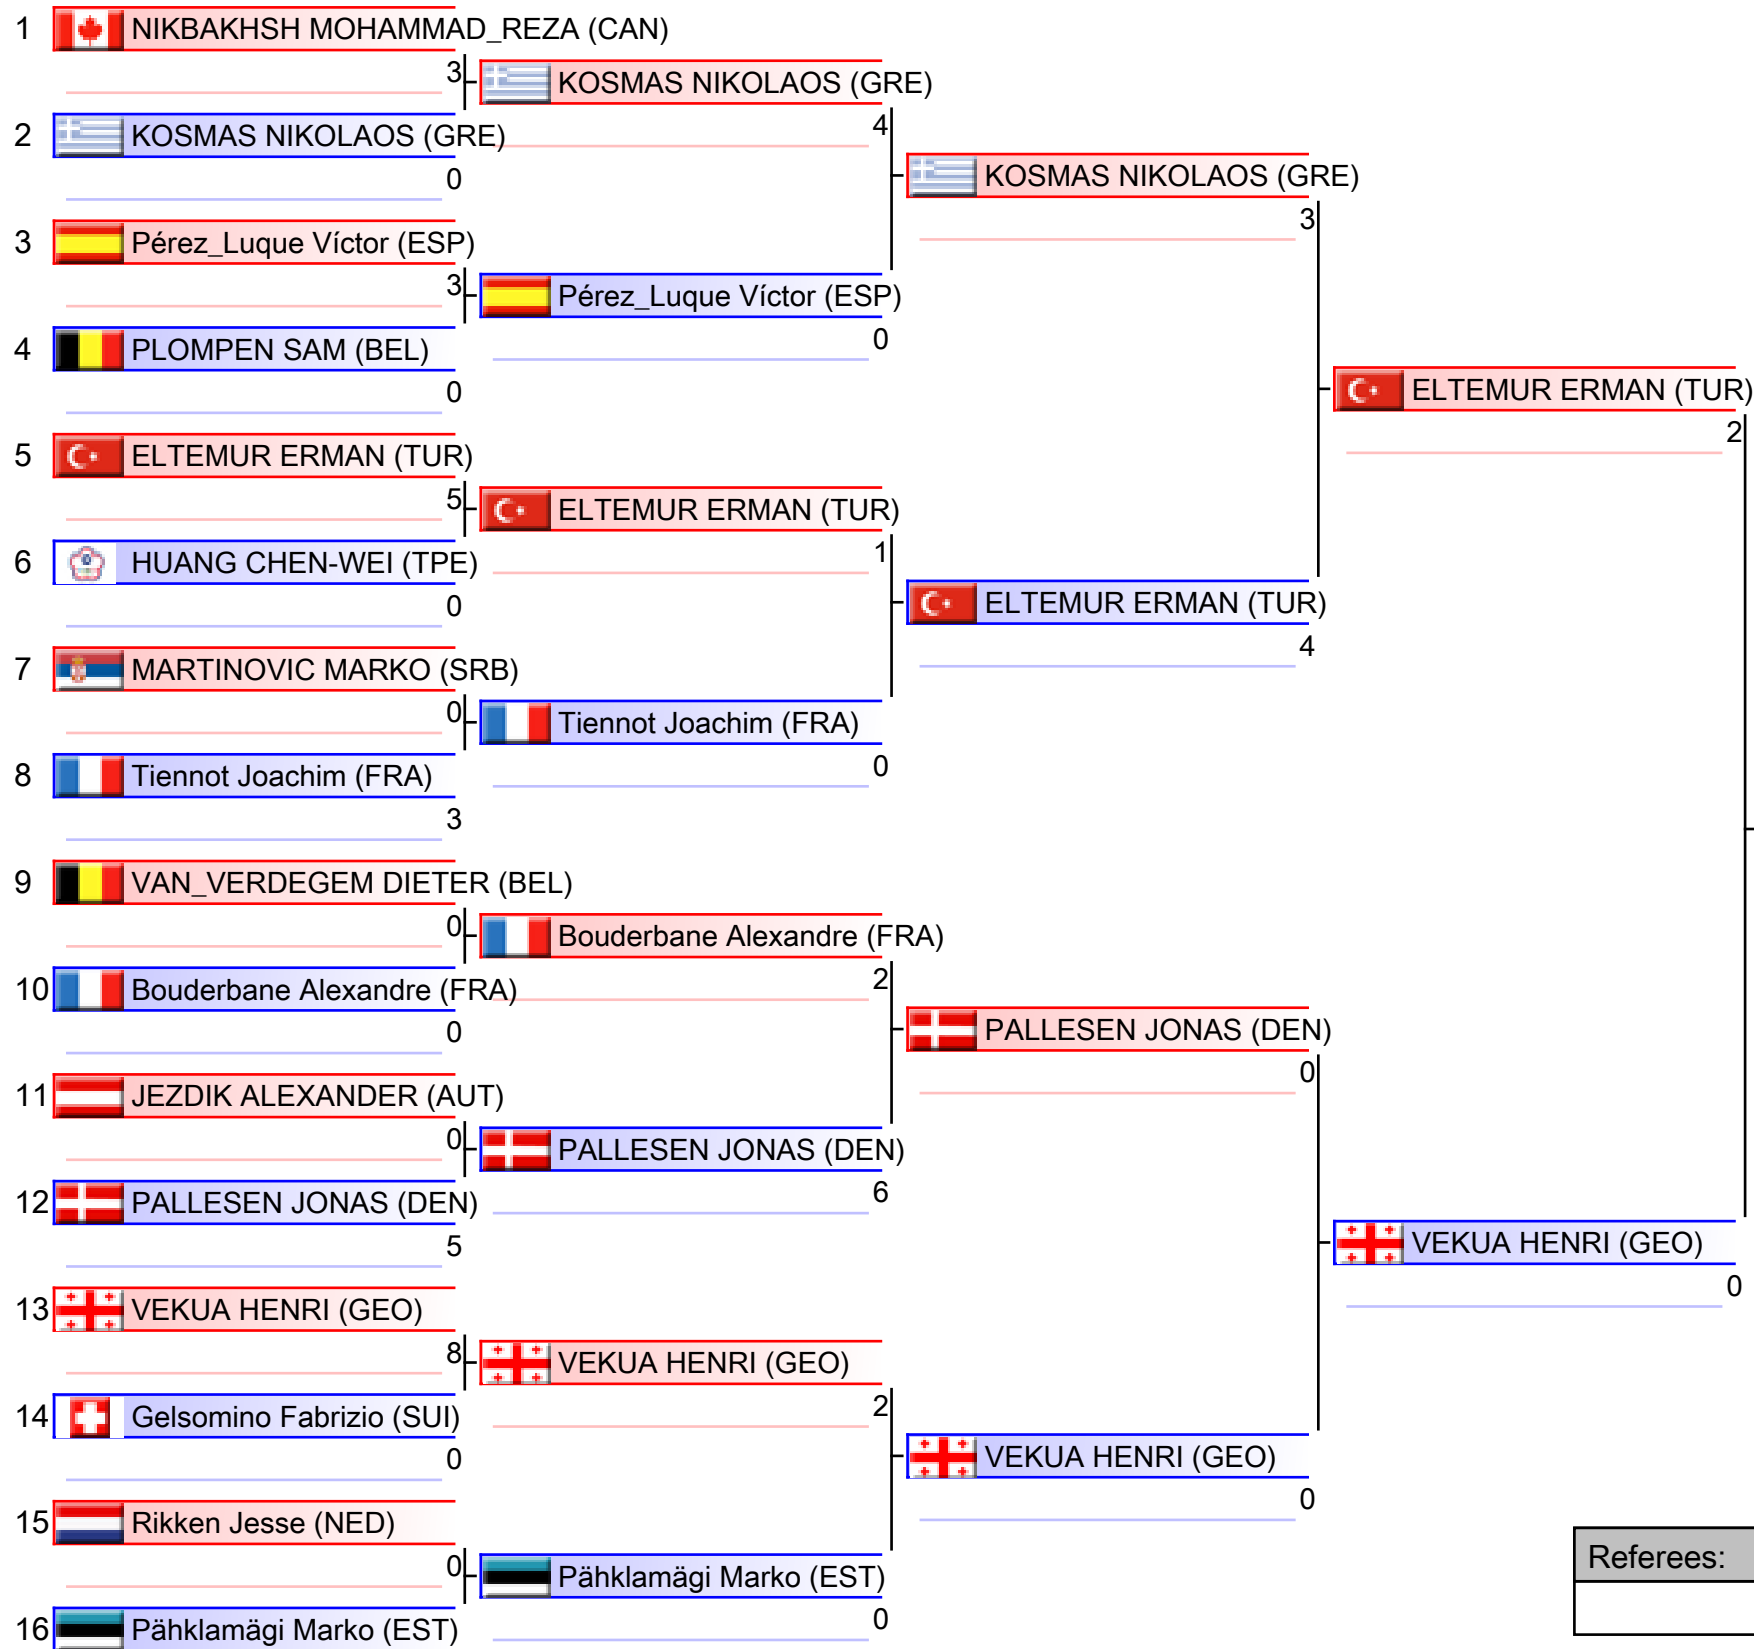 1 NIKBAKHSH MOHAMMAD_REZA (CAN)
3 KOSMAS NIKOLAOS (GRE)
2 KOSMAS NIKOLAOS (GRE)
4
KOSMAS NIKOLAOS (GRE)
0
3
3 Pérez_Luque Víctor (ESP)
3 Pérez_Luque Víctor (ESP)
4 PLOMPEN SAM (BEL)
0
0
ELTEMUR ERMAN (TUR)
2
5 ELTEMUR ERMAN (TUR)
5 ELTEMUR ERMAN (TUR)
6 HUANG CHEN-WEI (TPE)
1
0
ELTEMUR ERMAN (TUR)
4
7 MARTINOVIC MARKO (SRB)
0 Tiennot Joachim (FRA)
8 Tiennot Joachim (FRA)
0
3
9 VAN_VERDEGEM DIETER (BEL)
0 Bouderbane Alexandre (FRA)
10 Bouderbane Alexandre (FRA)
2
0
PALLESEN JONAS (DEN)
0
11 JEZDIK ALEXANDER (AUT)
0 PALLESEN JONAS (DEN)
12 PALLESEN JONAS (DEN)
6
5
VEKUA HENRI (GEO)
0
13 VEKUA HENRI (GEO)
8 VEKUA HENRI (GEO)
14 Gelsomino Fabrizio (SUI)
2
0
VEKUA HENRI (GEO)
0
15 Rikken Jesse (NED)
0 Pähklamägi Marko (EST)
16 Pähklamägi Marko (EST)
0
Referees: